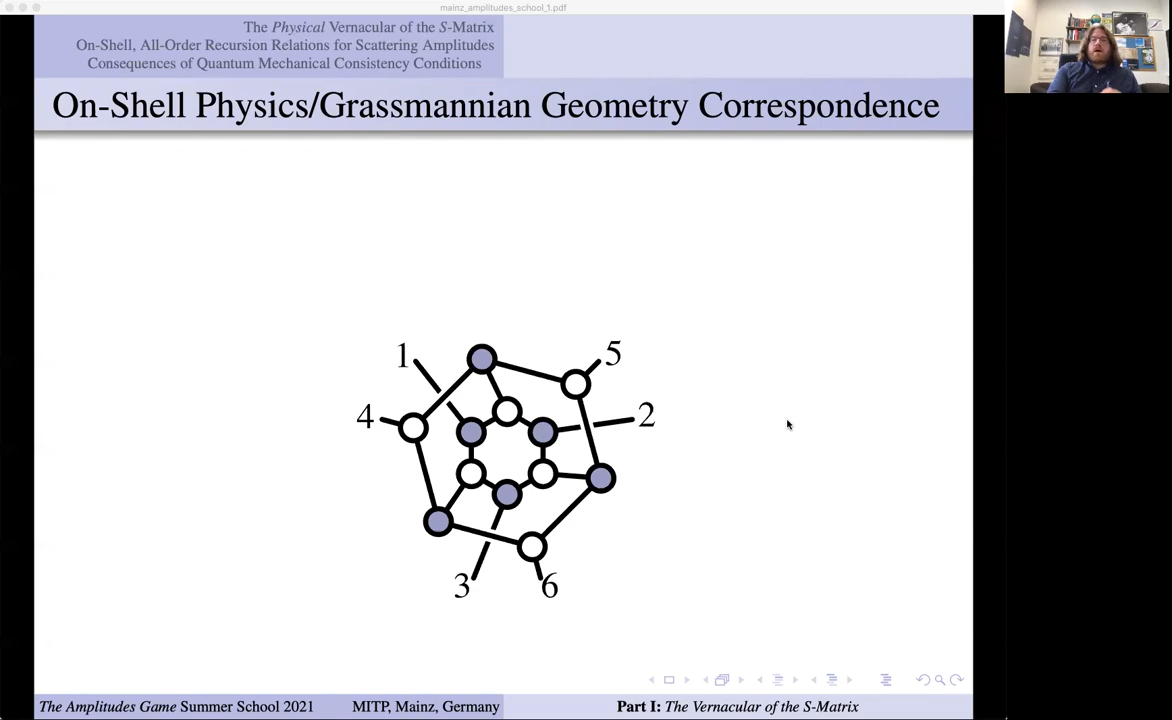 mainz_amplitudes_school_1.pdf
The Physical Vernacular of the S-Matrix
On-Shell, All-Order Recursion Relations for Scattering Amplitudes
Consequences of Quantum Mechanical Consistency Conditions
On-Shell Physics/Grassmannian Geometry Correspondence
1
5
4
2
3
6
The Amplitudes Game Summer School 2021 MITP, Mainz, Germany Part I: The Vernacular of the S-Matrix